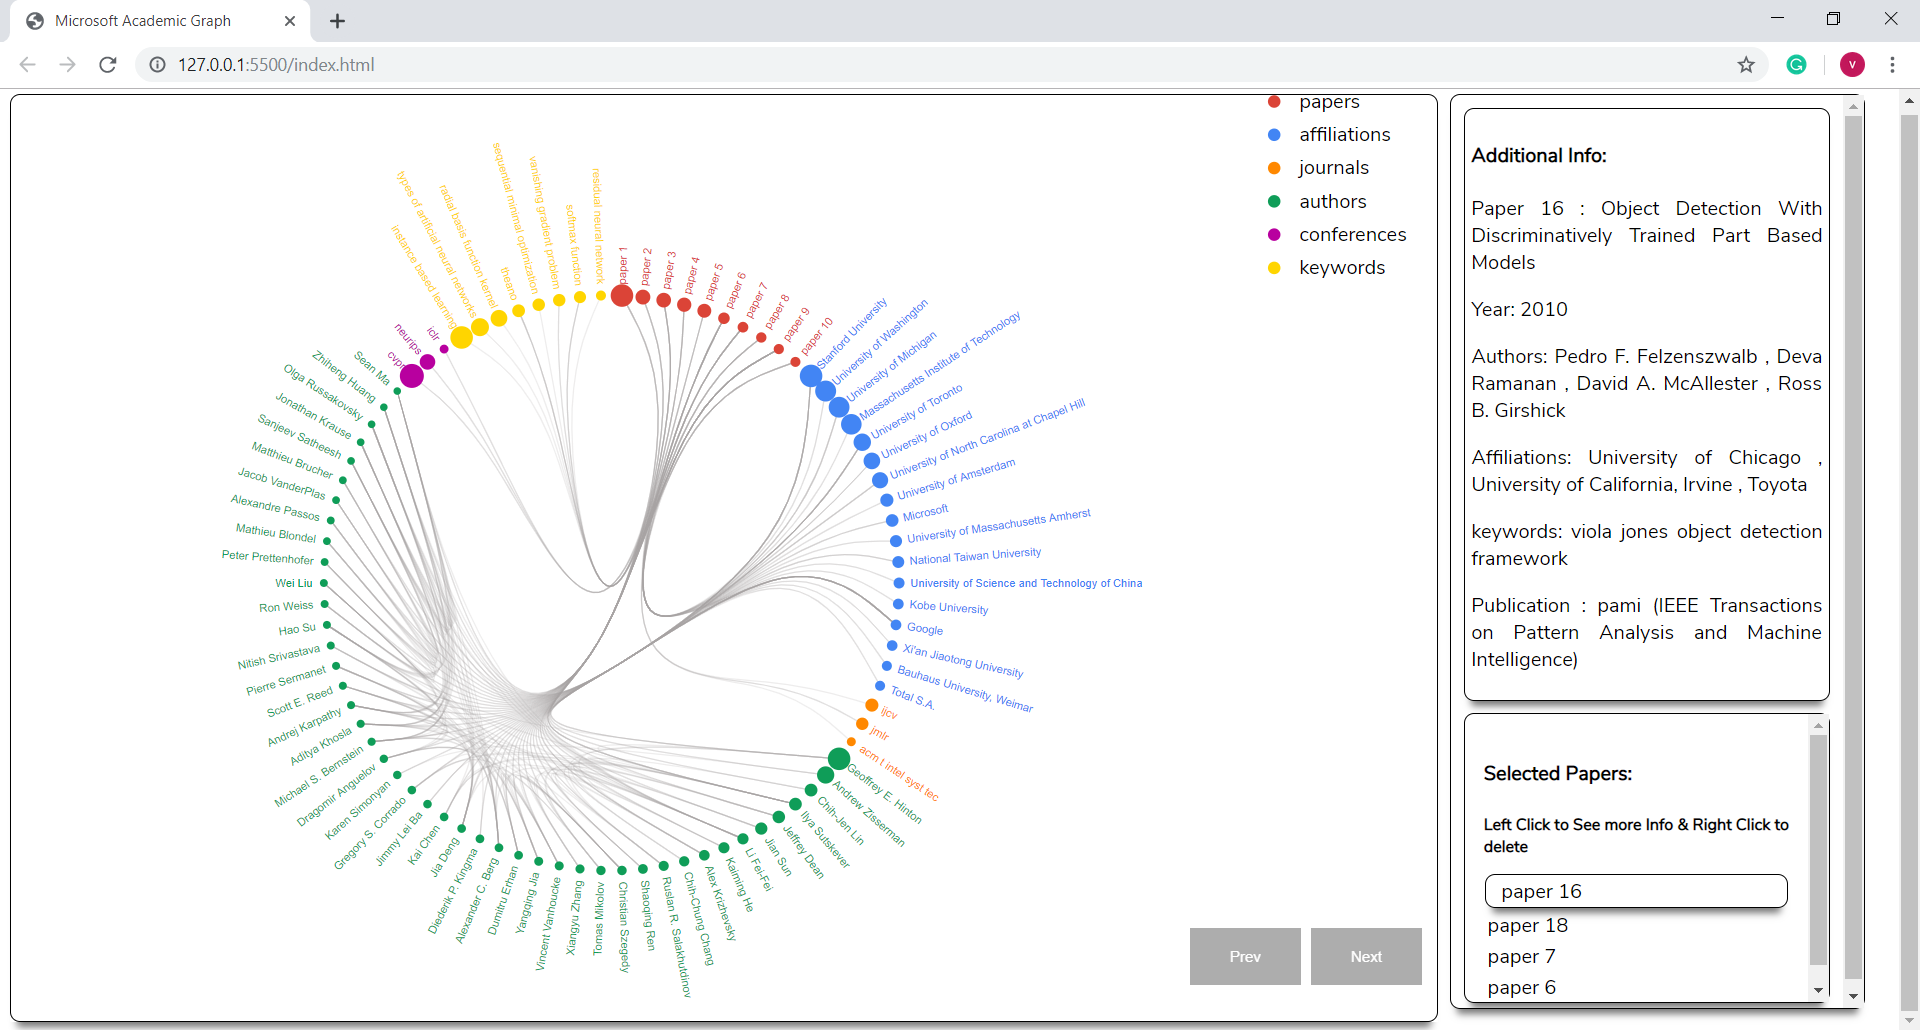 Microsoft Academic Graph
127.0.0.1:5500/index.html
V
papers
affiliations
journals
authors
conferences
keywords
instance based learning
types of artificial neural networks
radial basis function kernel
theano
sequential minimal optimization
vanishing gradient problem
softmax function
residual neural network
paper 1
paper 2
paper 3
paper 4
paper 5
paper 6
paper 7
paper 8
paper 9
paper 10
Stanford University
University of Washington
University of Michigan
Massachusetts Institute of Technology
University of Toronto
University of Oxford
University of North Carolina at Chapel Hill
University of Amsterdam
Microsoft
University of Massachusetts Amherst
National Taiwan University
University of Science and Technology of China
Kobe University
Google
Xi'an Jiaotong University
Bauhaus University, Weimar
Total S.A.
ijcv
jmlr
acm t intel syst tec
Geoffrey E. Hinton
Andrew Zisserman
Chih-Jen Lin
Ilya Sutskever
Jeffrey Dean
Jian Sun
Li Fei-Fei
Kaiming He
Alex Krizhevsky
Chih-Chung Chang
Ruslan R. Salakhutdinov
Shaoqing Ren
Christian Szegedy
Tomas Mikolov
Xiangyu Zhang
Vincent Vanhoucke
Yangqing Jia
Dumitru Erhan
Alexander C. Berg
Diederik P. Kingma
Jia Deng
Kai Chen
Jimmy Lei Ba
Gregory S. Corrado
Karen Simonyan
Dragomir Anguelov
Michael S. Bernstein
Aditya Khosla
Andrej Karpathy
Scott E. Reed
Pierre Sermanet
Nitish Srivastava
Hao Su
Ron Weiss
Wei Liu
Peter Prettenhofer
Mathieu Blondel
Alexandre Passos
Jacob VanderPlas
Matthieu Brucher
Sanjeev Satheesh
Jonathan Krause
Olga Russakovsky
Zhiheng Huang
Sean Ma
cvpr
neurips
iclr
Prev
Next
Additional Info:
Paper 16 : Object Detection With
Discriminatively Trained Part Based
Models
Year: 2010
Authors: Pedro F. Felzenszwalb , Deva
Ramanan , David A. McAllester , Ross
B. Girshick
Affiliations: University of Chicago ,
University of California, Irvine , Toyota
keywords: viola jones object detection
framework
Publication : pami (IEEE Transactions
on Pattern Analysis and Machine
Intelligence)
Selected Papers:
Left Click to See more Info & Right Click to
delete
paper 16
paper 18
paper 7
paper 6